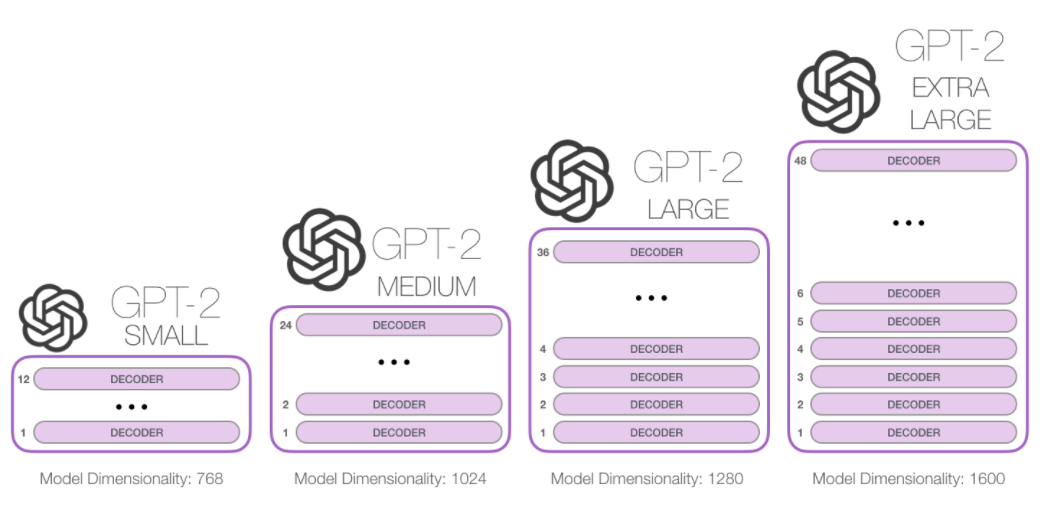 GPT-2
SMALL
12 DECODER
•••
1 DECODER
Model Dimensionality: 768
GPT-2
MEDIUM
24 DECODER
•••
2 DECODER
1 DECODER
Model Dimensionality: 1024
GPT-2
LARGE
36 DECODER
•••
4 DECODER
3 DECODER
2 DECODER
1 DECODER
Model Dimensionality: 1280
GPT-2
EXTRA
LARGE
48 DECODER
•••
6 DECODER
5 DECODER
4 DECODER
3 DECODER
2 DECODER
1 DECODER
Model Dimensionality: 1600